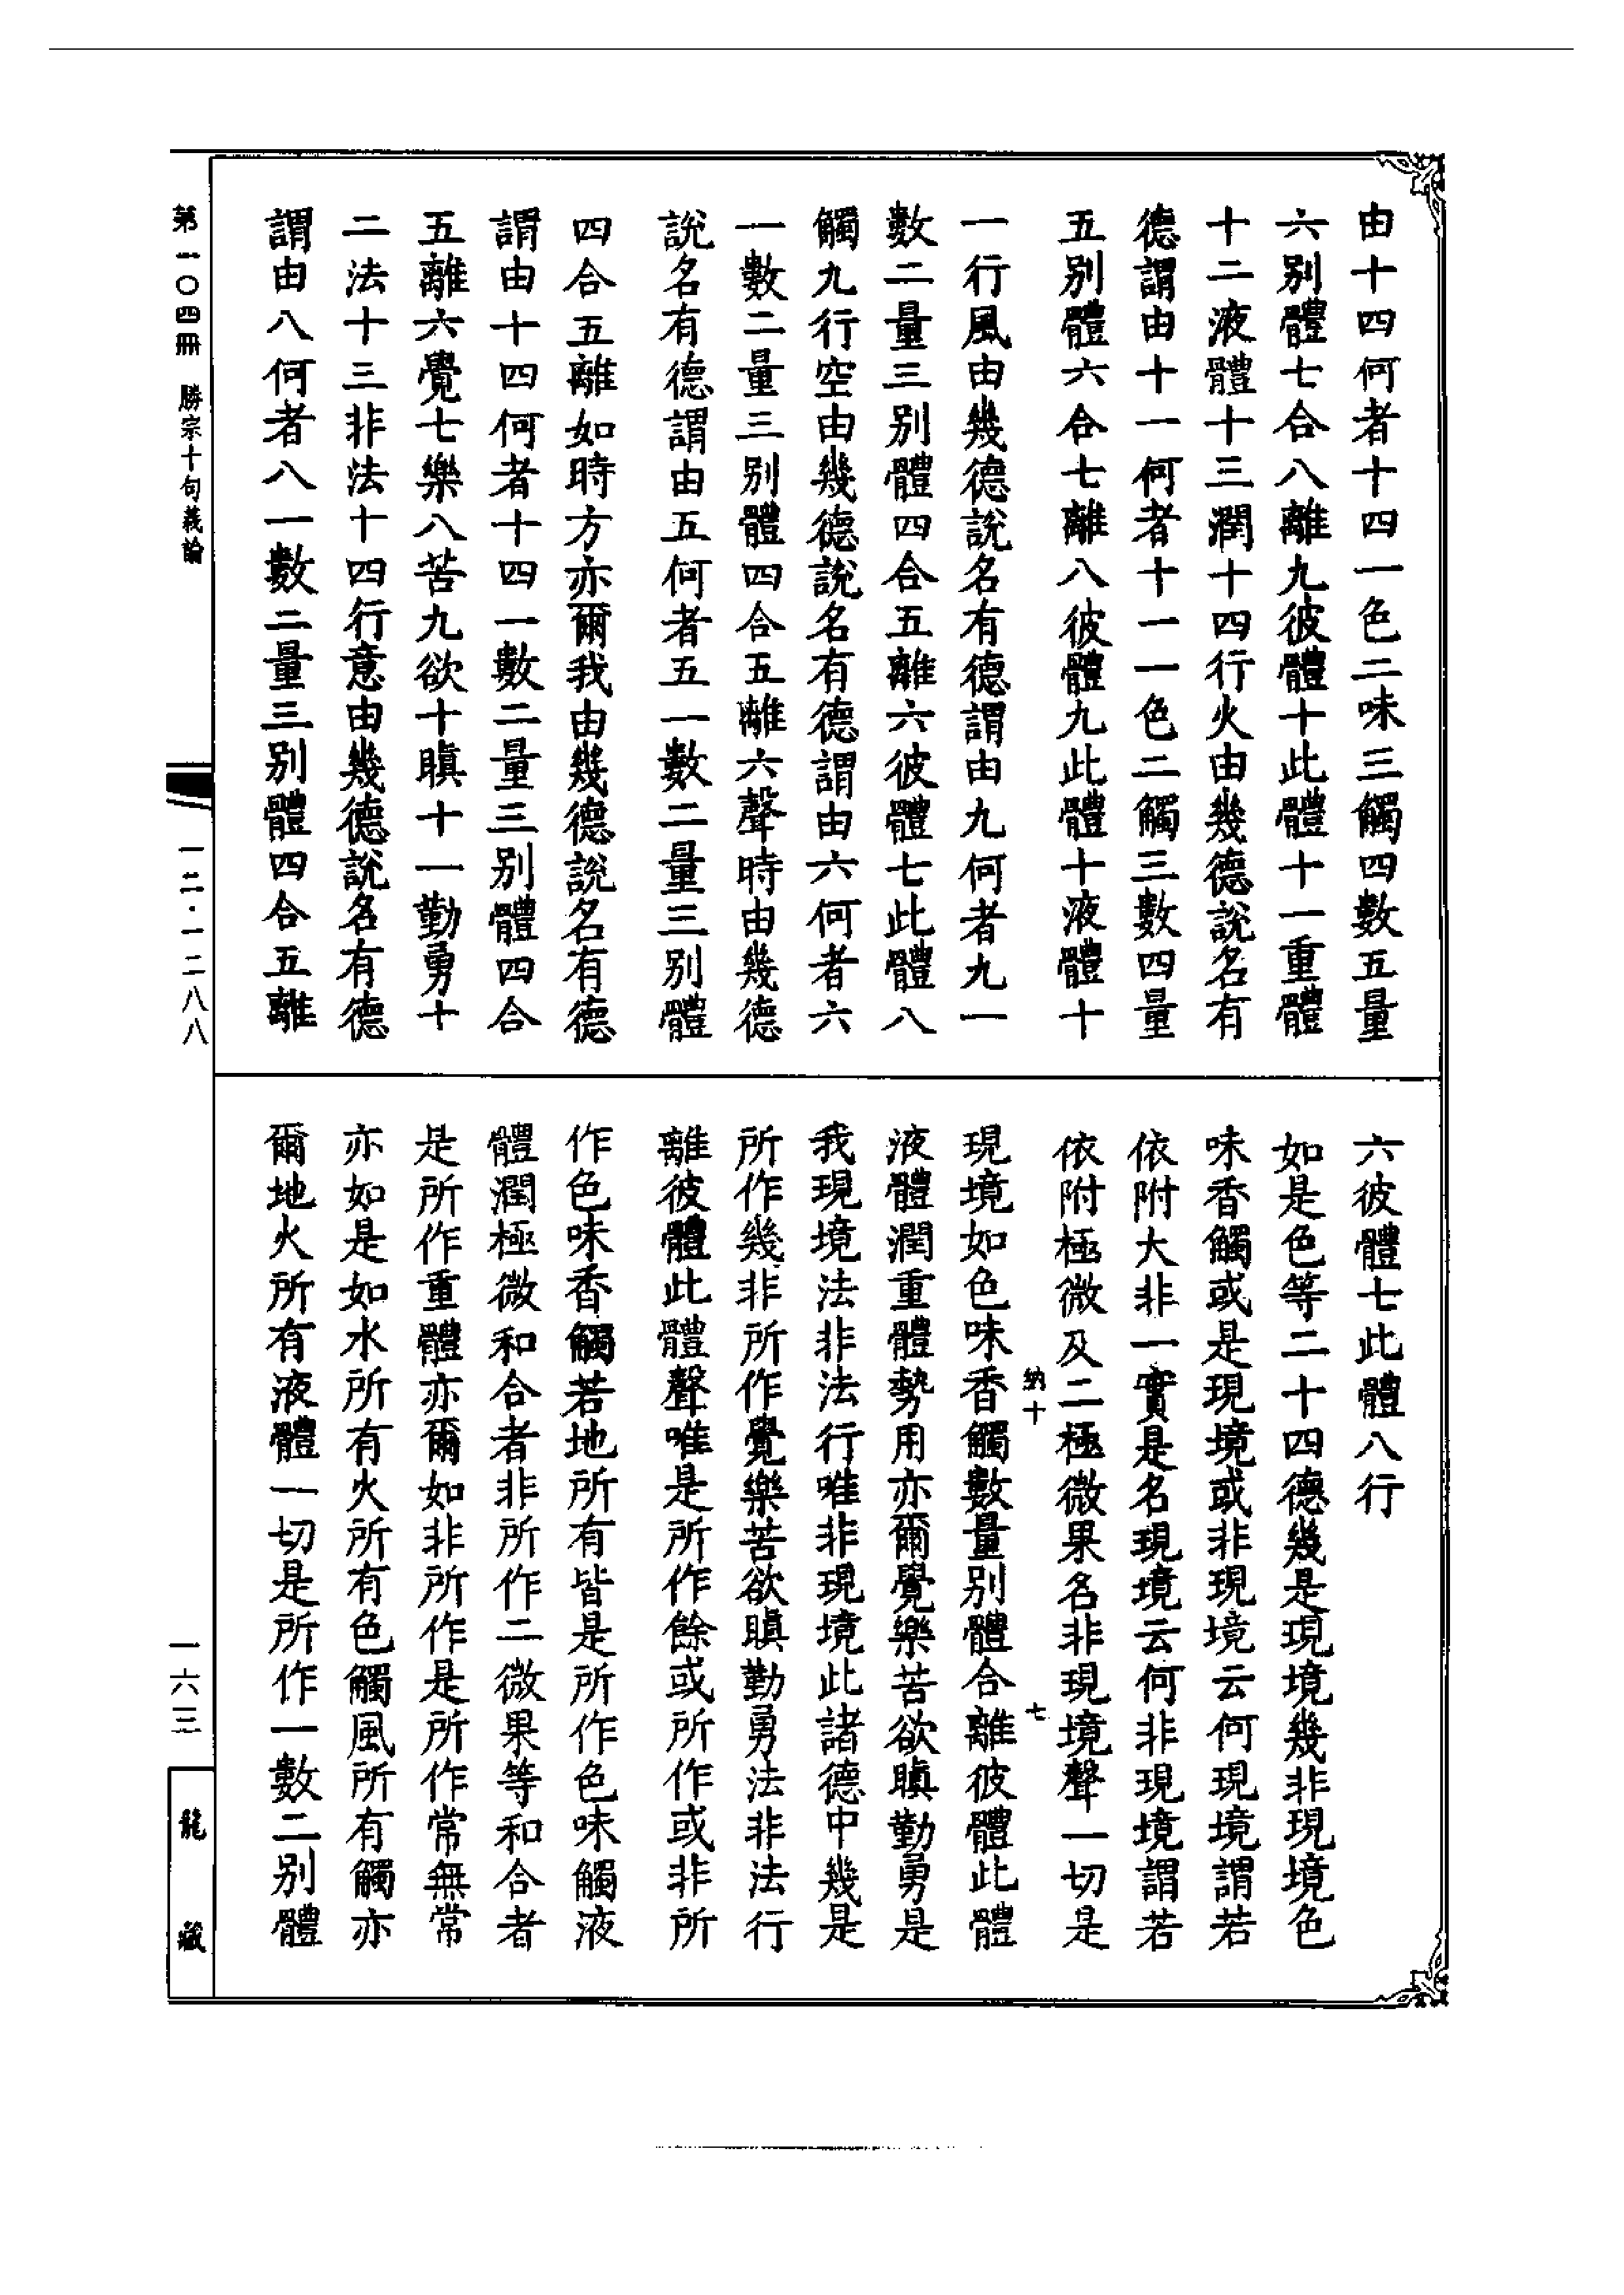 由十四何者十四一色二味三觸四數五量
六別體七合八離九彼體十此體十一重體
十二液體十三潤十四行火由幾德說名有
德謂由十一何者十一一色二觸三數四量
五別體六合七離八彼體九此體十液體十
一行風由幾德說名有德謂由九何者九一
數二量三別體四合五離六彼體七此體八
觸九行空由幾德說名有德謂由六何者六
一數二量三別體四合五離六聲時由幾德
說名有德謂由五何者五一數二量三別體
四合五離如時方亦爾我由幾德說名有德
謂由十四何者十四一數二量三別體四合
五離六覺七樂八苦九欲十瞋十一勤勇十
二法十三非法十四行意由幾德說名有德
謂由八何者八一數二量三別體四合五離
六彼體七此體八行
如是色等二十四德幾是現境幾非現境色
味香觸或是現境或非現境云何現境謂若
依附大非一實是名現境云何非現境謂若
依附極微及二極微果名非現境聲一切是
納十 七
現境如色味香觸數量別體合離彼體此體
液體潤重體勢用亦爾覺樂苦欲瞋勤勇是
我現境法非法行唯非現境此諸德中幾是
所作幾非所作覺樂苦欲瞋勤勇法非法行
離彼體此體聲唯是所作餘或所作或非所
作色味香觸若地所有皆是所作色味觸液
體潤極微和合者非所作二微果等和合者
是所作重體亦爾如非所作是所作常無常
亦如是如水所有火所有色觸風所有觸亦
爾地火所有液體一切是所作一數二別體
第一〇四冊 勝宗十句義論
一二·一二八八
一六三
龍藏